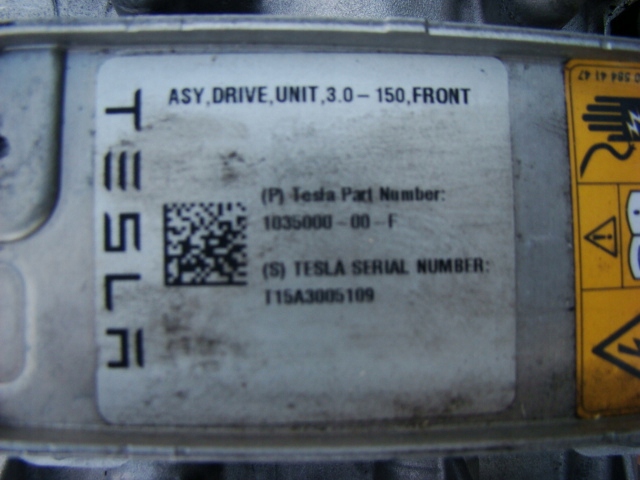 ASY,DRIVE,UNIT,3.0-150,FRONT
TESLA
(P) Tesla Part Number:
1035000-00-F
(S) TESLA SERIAL NUMBER:
T15A3005109